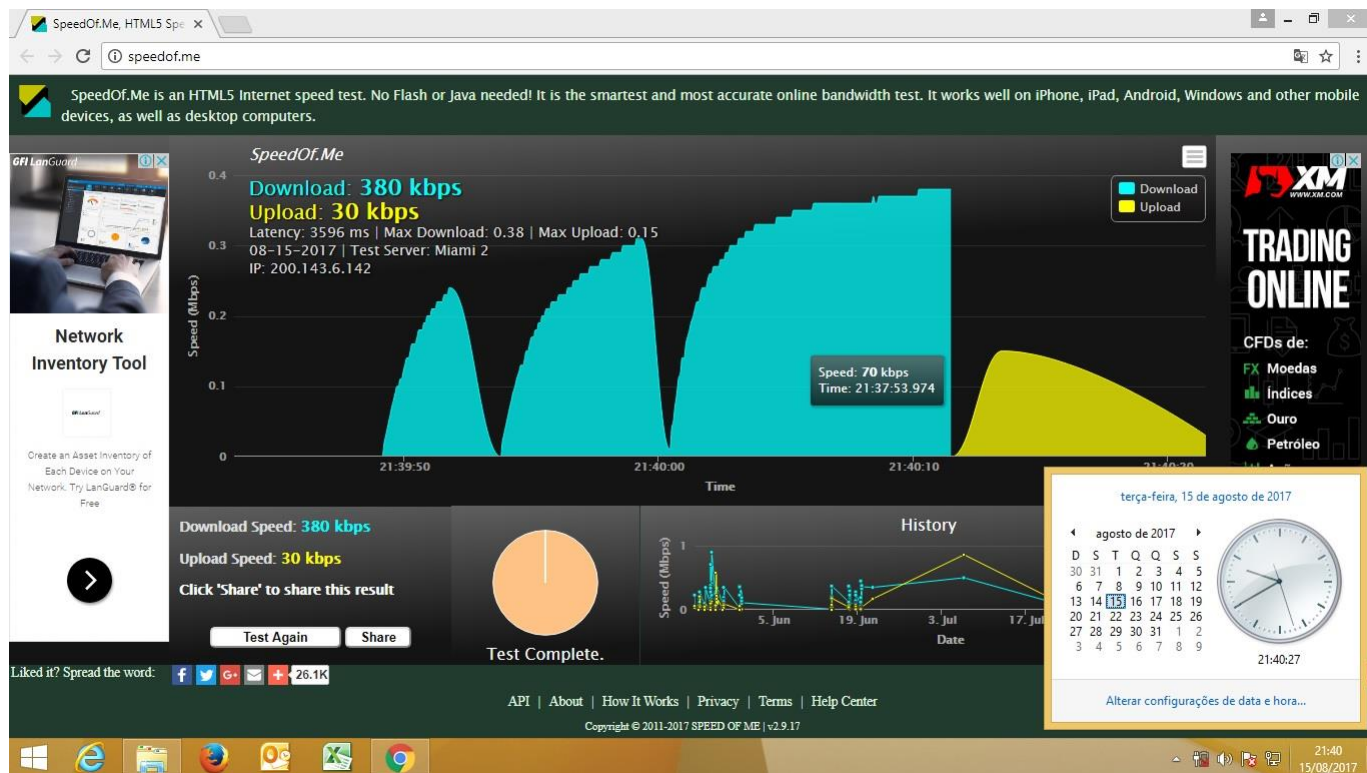 SpeedOf.Me, HTML5 Spe
speedof.me
SpeedOf.Me is an HTML5 Internet speed test. No Flash or Java needed! It is the smartest and most accurate online bandwidth test. It works well on iPhone, iPad, Android, Windows and other mobile
devices, as well as desktop computers.
GFI LanGuard
Network
Inventory Tool
GFI LanGuard
Create an Asset Inventory of
Each Device on Your
Network. Try LanGuard® for
Free
SpeedOf.Me
Download: 380 kbps
Upload: 30 kbps
Latency: 3596 ms | Max Download: 0.38 | Max Upload: 0.15
08-15-2017 | Test Server: Miami 2
IP: 200.143.6.142
Download
Upload
Speed (Mbps)
0.4
0.3
0.2
0.1
0
Speed: 70 kbps
Time: 21:37:53.974
21:39:50 21:40:00 21:40:10 21:40:20
Time
XM
WWW.XM.COM
TRADING
ONLINE
CFDs de:
FX Moedas
Índices
Ouro
Petróleo
Download Speed: 380 kbps
Upload Speed: 30 kbps
Click 'Share' to share this result
Test Again Share
Test Complete.
History
Speed (Mbps)
1
0
5. Jun 19. Jun 3. Jul 17. Jul
Date
terça-feira, 15 de agosto de 2017
agosto de 2017
D S T Q Q S S
30 31 1 2 3 4 5
6 7 8 9 10 11 12
13 14 15 16 17 18 19
20 21 22 23 24 25 26
27 28 29 30 31 1 2
3 4 5 6 7 8 9
21:40:27
Alterar configurações de data e hora...
Liked it? Spread the word: f G+ + 26.1K
API | About | How It Works | Privacy | Terms | Help Center
Copyright © 2011-2017 SPEED OF ME | v2.9.17
21:40
15/08/2017